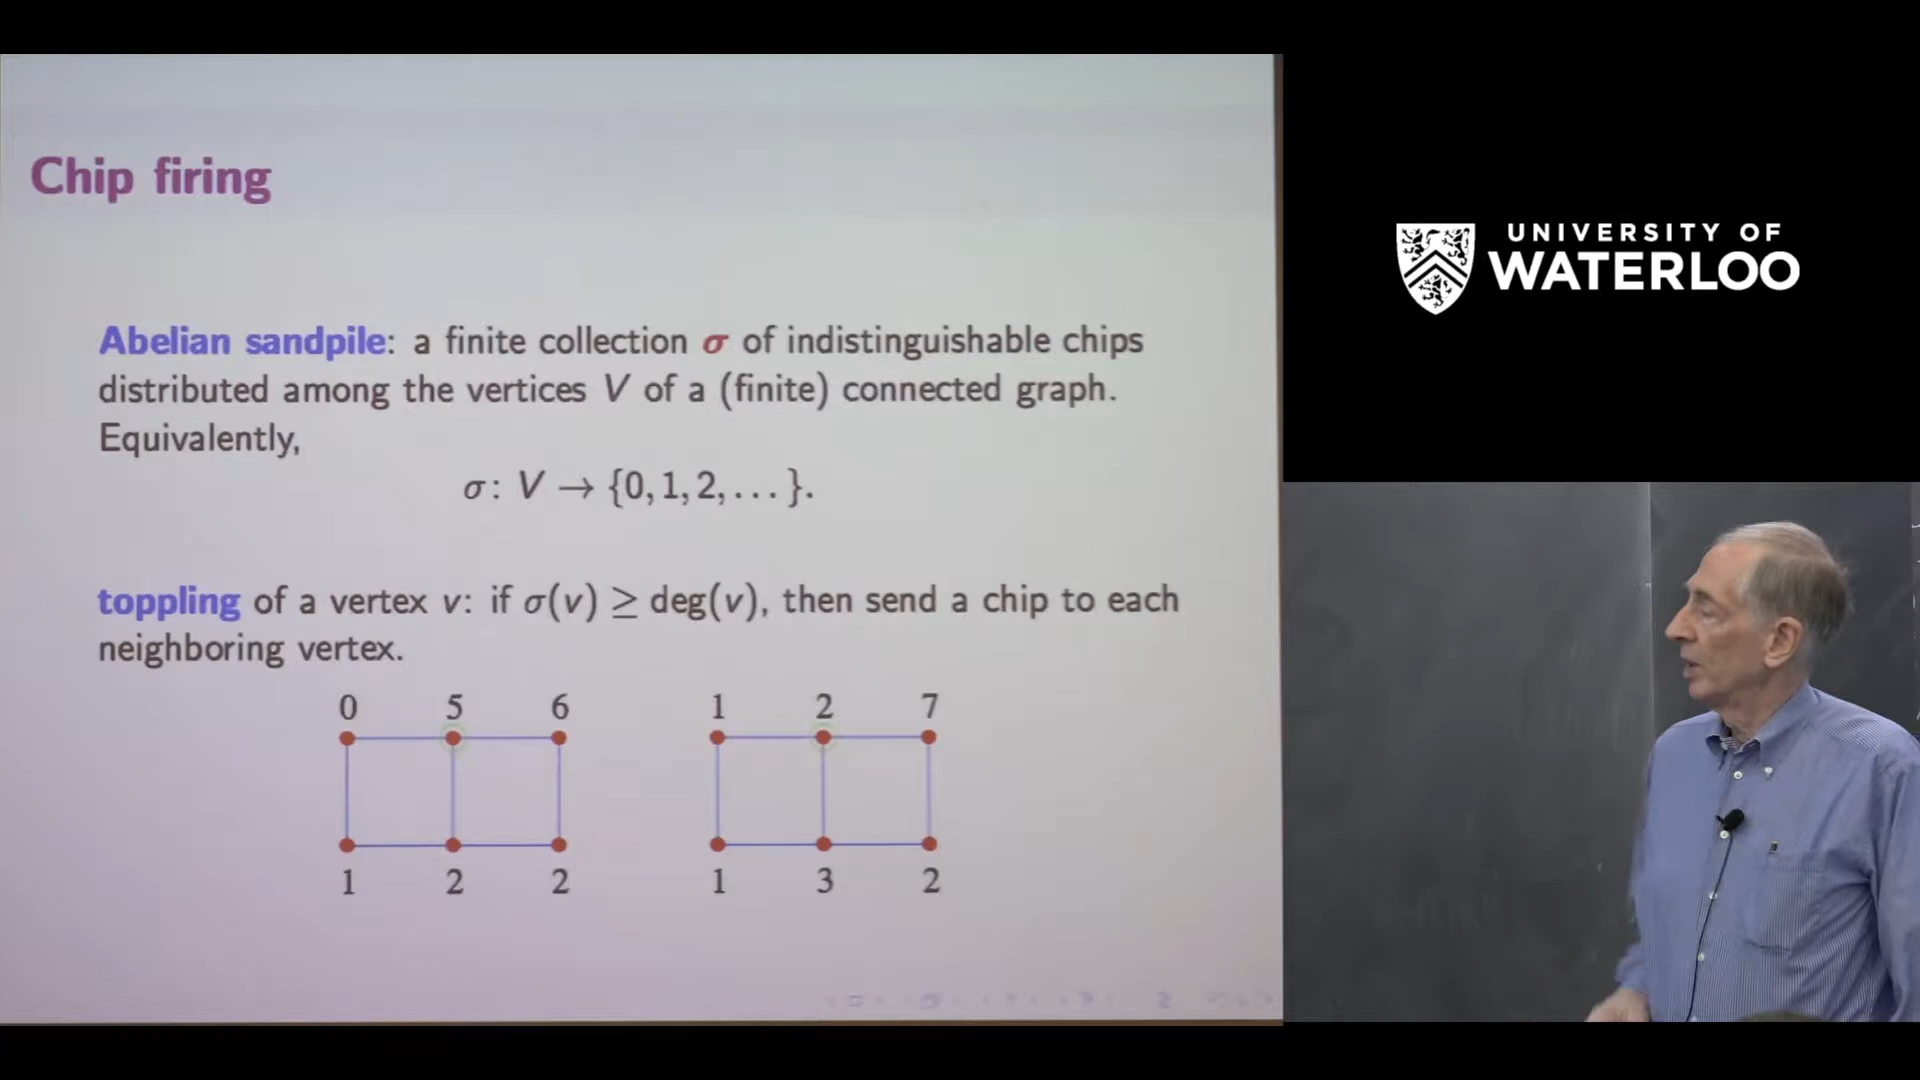 Chip firing
UNIVERSITY OF
WATERLOO
Abelian sandpile: a finite collection σ of indistinguishable chips
distributed among the vertices V of a (finite) connected graph.
Equivalently,
σ: V → {0, 1, 2, . . . }.
toppling of a vertex v: if σ(v) ≥ deg(v), then send a chip to each
neighboring vertex.
0 5 6 1 2 7
1 2 2 1 3 2